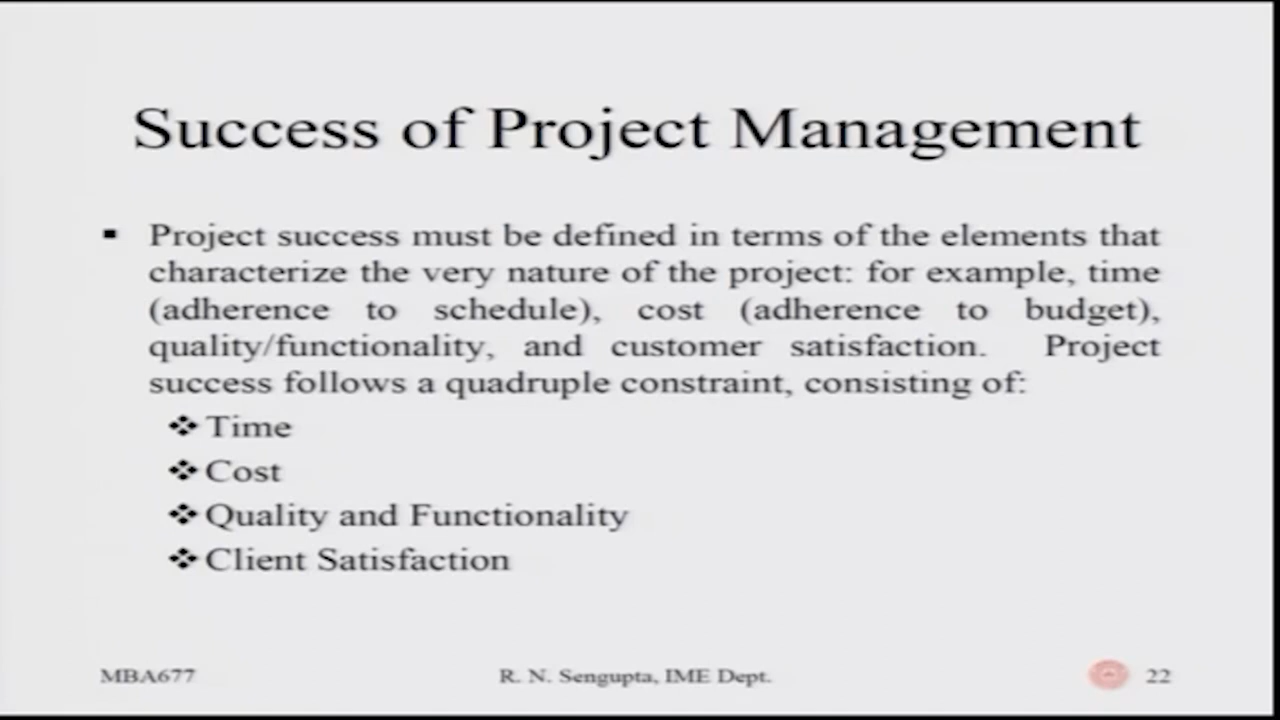 Success of Project Management
▪ Project success must be defined in terms of the elements that
characterize the very nature of the project: for example, time
(adherence to schedule), cost (adherence to budget),
quality/functionality, and customer satisfaction. Project
success follows a quadruple constraint, consisting of:
❖ Time
❖ Cost
❖ Quality and Functionality
❖ Client Satisfaction
MBA677 R. N. Sengupta, IME Dept. 22